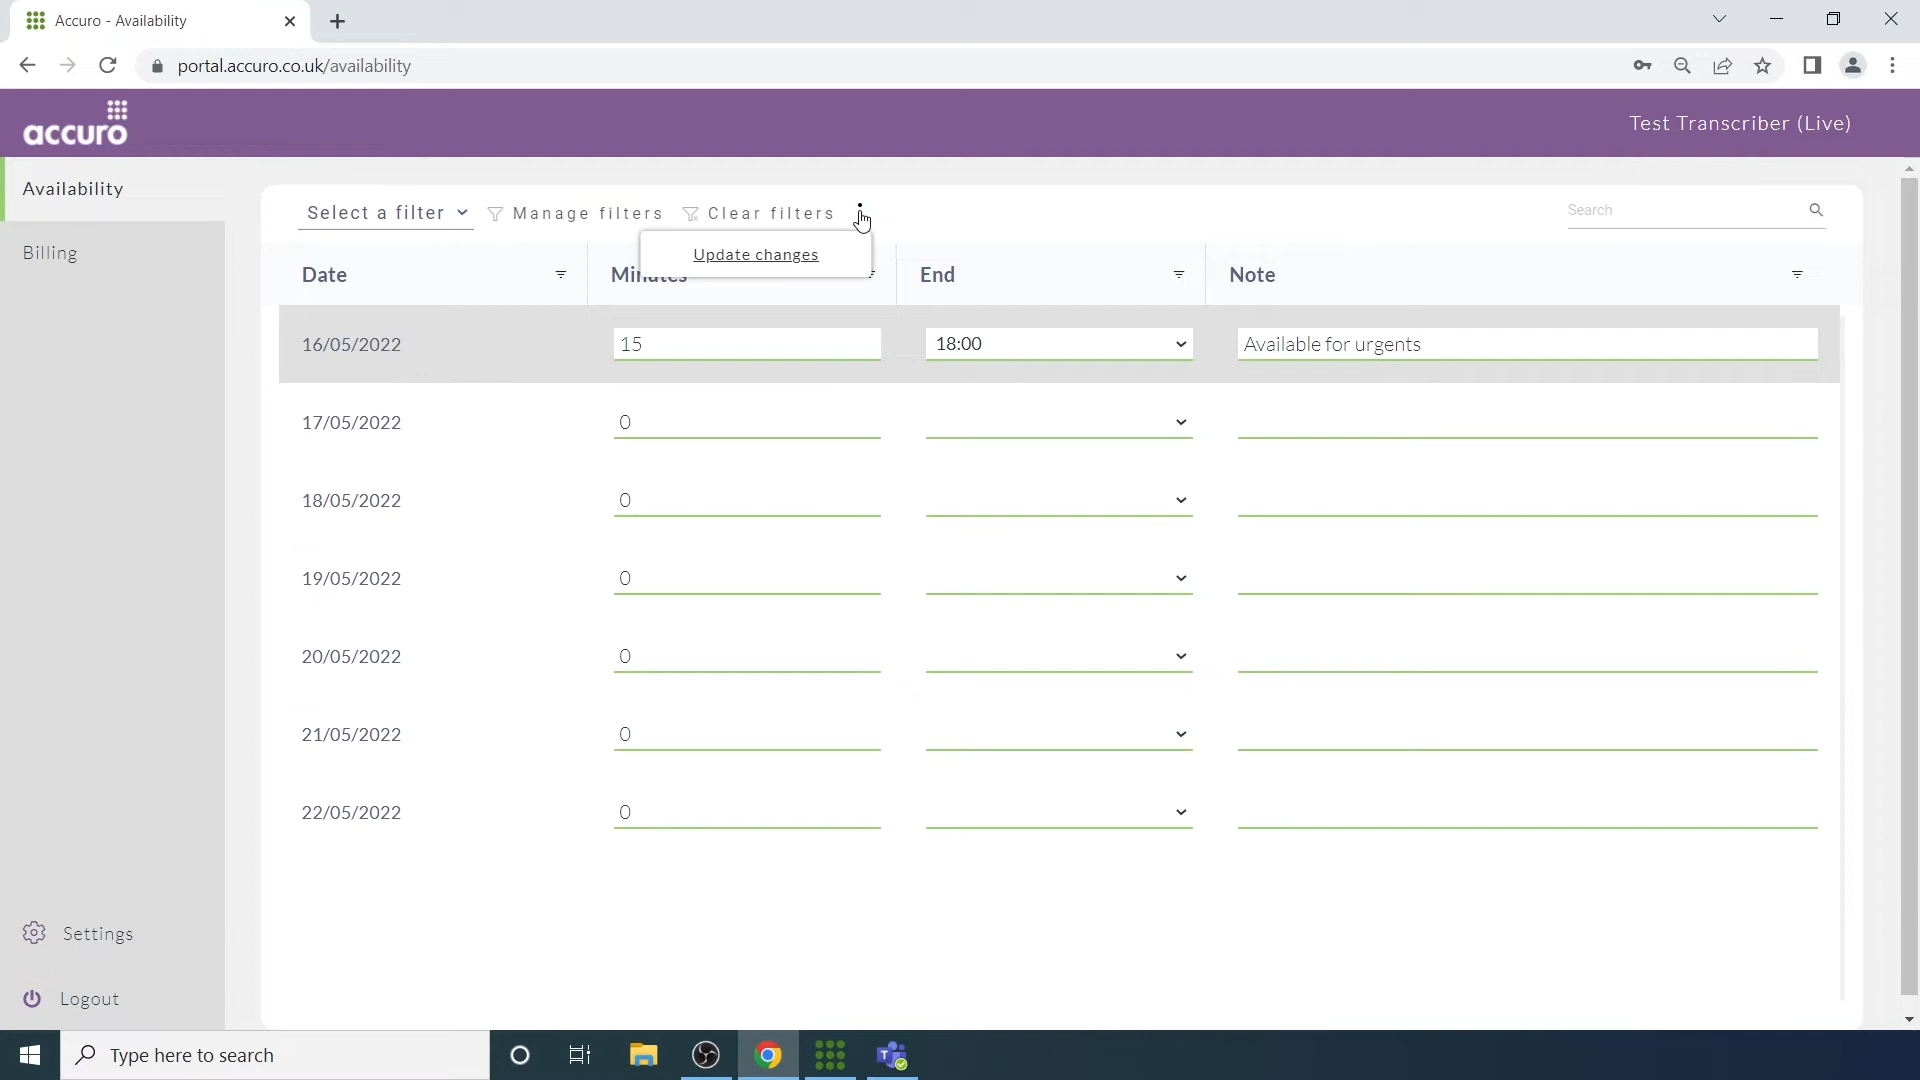 Accuro - Availability
portal.accuro.co.uk/availability
accuro
Test Transcriber (Live)
Availability
Billing
Select a filter
Manage filters
Clear filters
Search
Update changes
Date
Minutes
End
Note
16/05/2022
15
18:00
Available for urgents
17/05/2022
0
18/05/2022
0
19/05/2022
0
20/05/2022
0
21/05/2022
0
22/05/2022
0
Settings
Logout
Type here to search